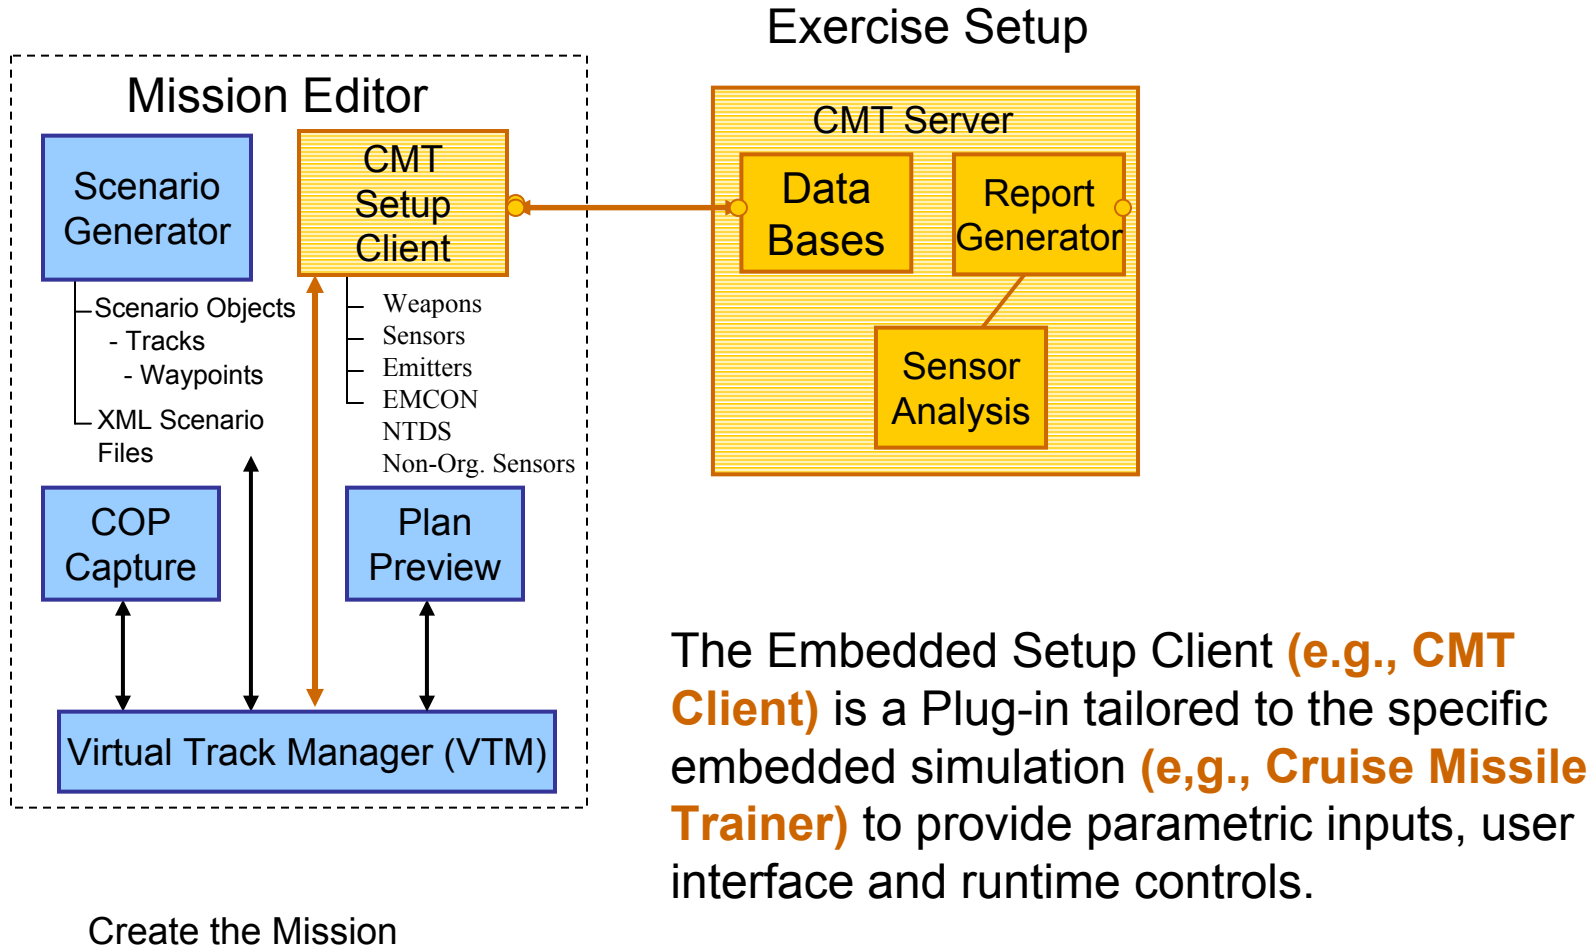 Exercise Setup
Mission Editor
Scenario
Generator
Scenario Objects
- Tracks
- Waypoints
XML Scenario
Files
CMT
Setup
Client
Weapons
Sensors
Emitters
EMCON
NTDS
Non-Org. Sensors
COP
Capture
Plan
Preview
Virtual Track Manager (VTM)
CMT Server
Data
Bases
Report
Generator
Sensor
Analysis
The Embedded Setup Client (e.g., CMT
Client) is a Plug-in tailored to the specific
embedded simulation (e,g., Cruise Missile
Trainer) to provide parametric inputs, user
interface and runtime controls.
Create the Mission